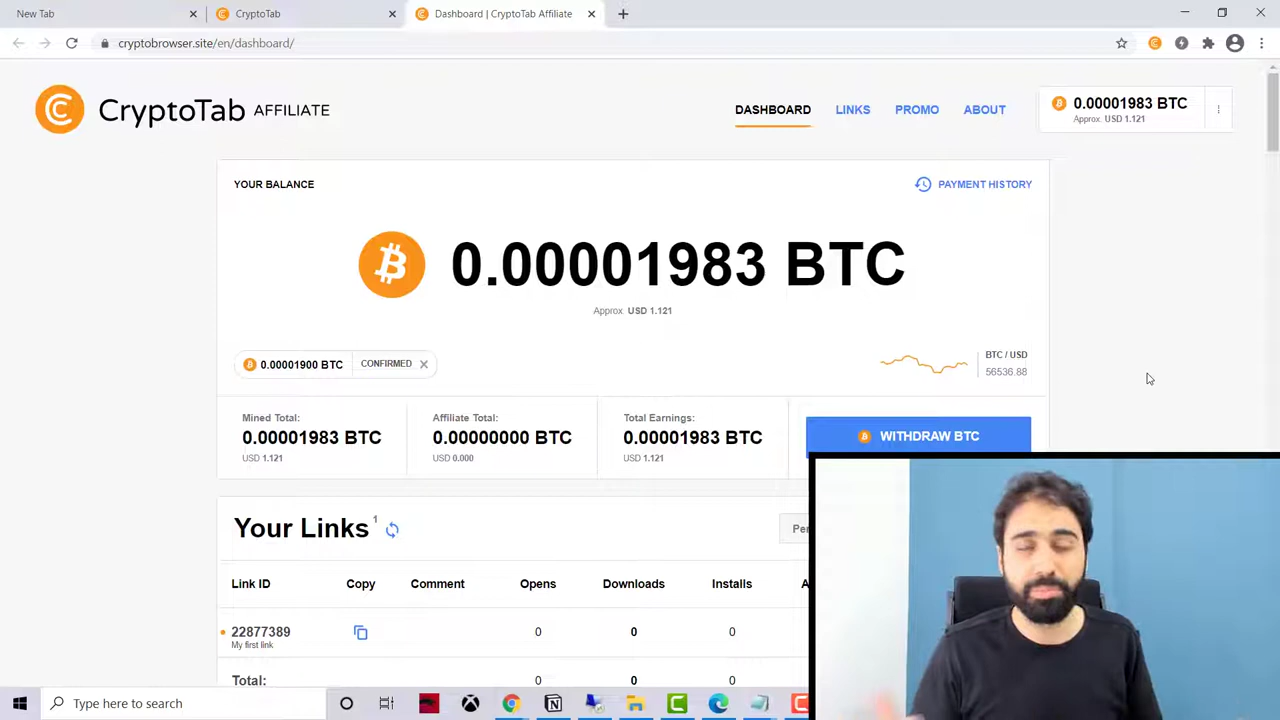 New Tab
CryptoTab
Dashboard | CryptoTab Affiliate
cryptobrowser.site/en/dashboard/
CryptoTab AFFILIATE
DASHBOARD LINKS PROMO ABOUT
0.00001983 BTC
Approx. USD 1.121
YOUR BALANCE
PAYMENT HISTORY
0.00001983 BTC
Approx. USD 1.121
0.00001900 BTC CONFIRMED
BTC / USD
56536.88
Mined Total:
0.00001983 BTC
USD 1.121
Affiliate Total:
0.00000000 BTC
USD 0.000
Total Earnings:
0.00001983 BTC
USD 1.121
WITHDRAW BTC
Your Links 1
Link ID Copy Comment Opens Downloads Installs
22877389 0 0 0
My first link
Total:
Type here to search